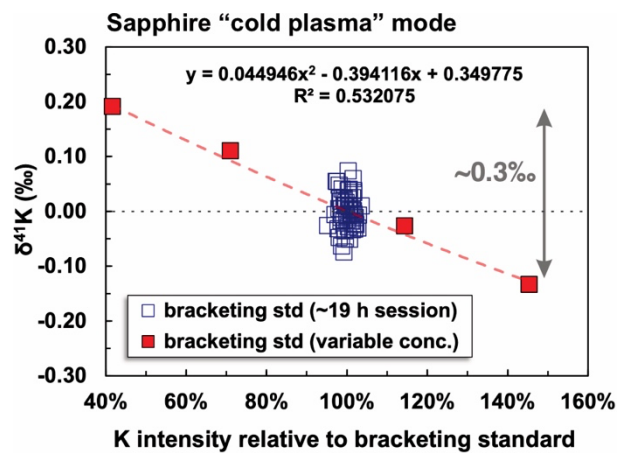 Sapphire “cold plasma” mode
0.30
y = 0.044946x² - 0.394116x + 0.349775
R² = 0.532075
0.20
0.10
~0.3‰
δ⁴¹K (‰)
0.00
-0.10
bracketing std (~19 h session)
-0.20
bracketing std (variable conc.)
-0.30
40% 60% 80% 100% 120% 140% 160%
K intensity relative to bracketing standard